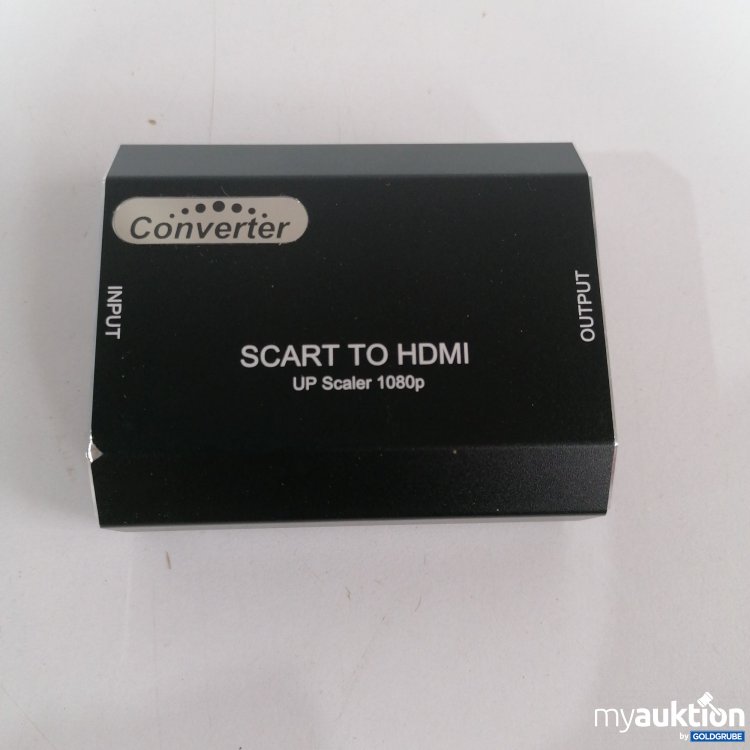 Converter
INPUT
OUTPUT
SCART TO HDMI
UP Scaler 1080p
myauktion
by GOLDGRUBE